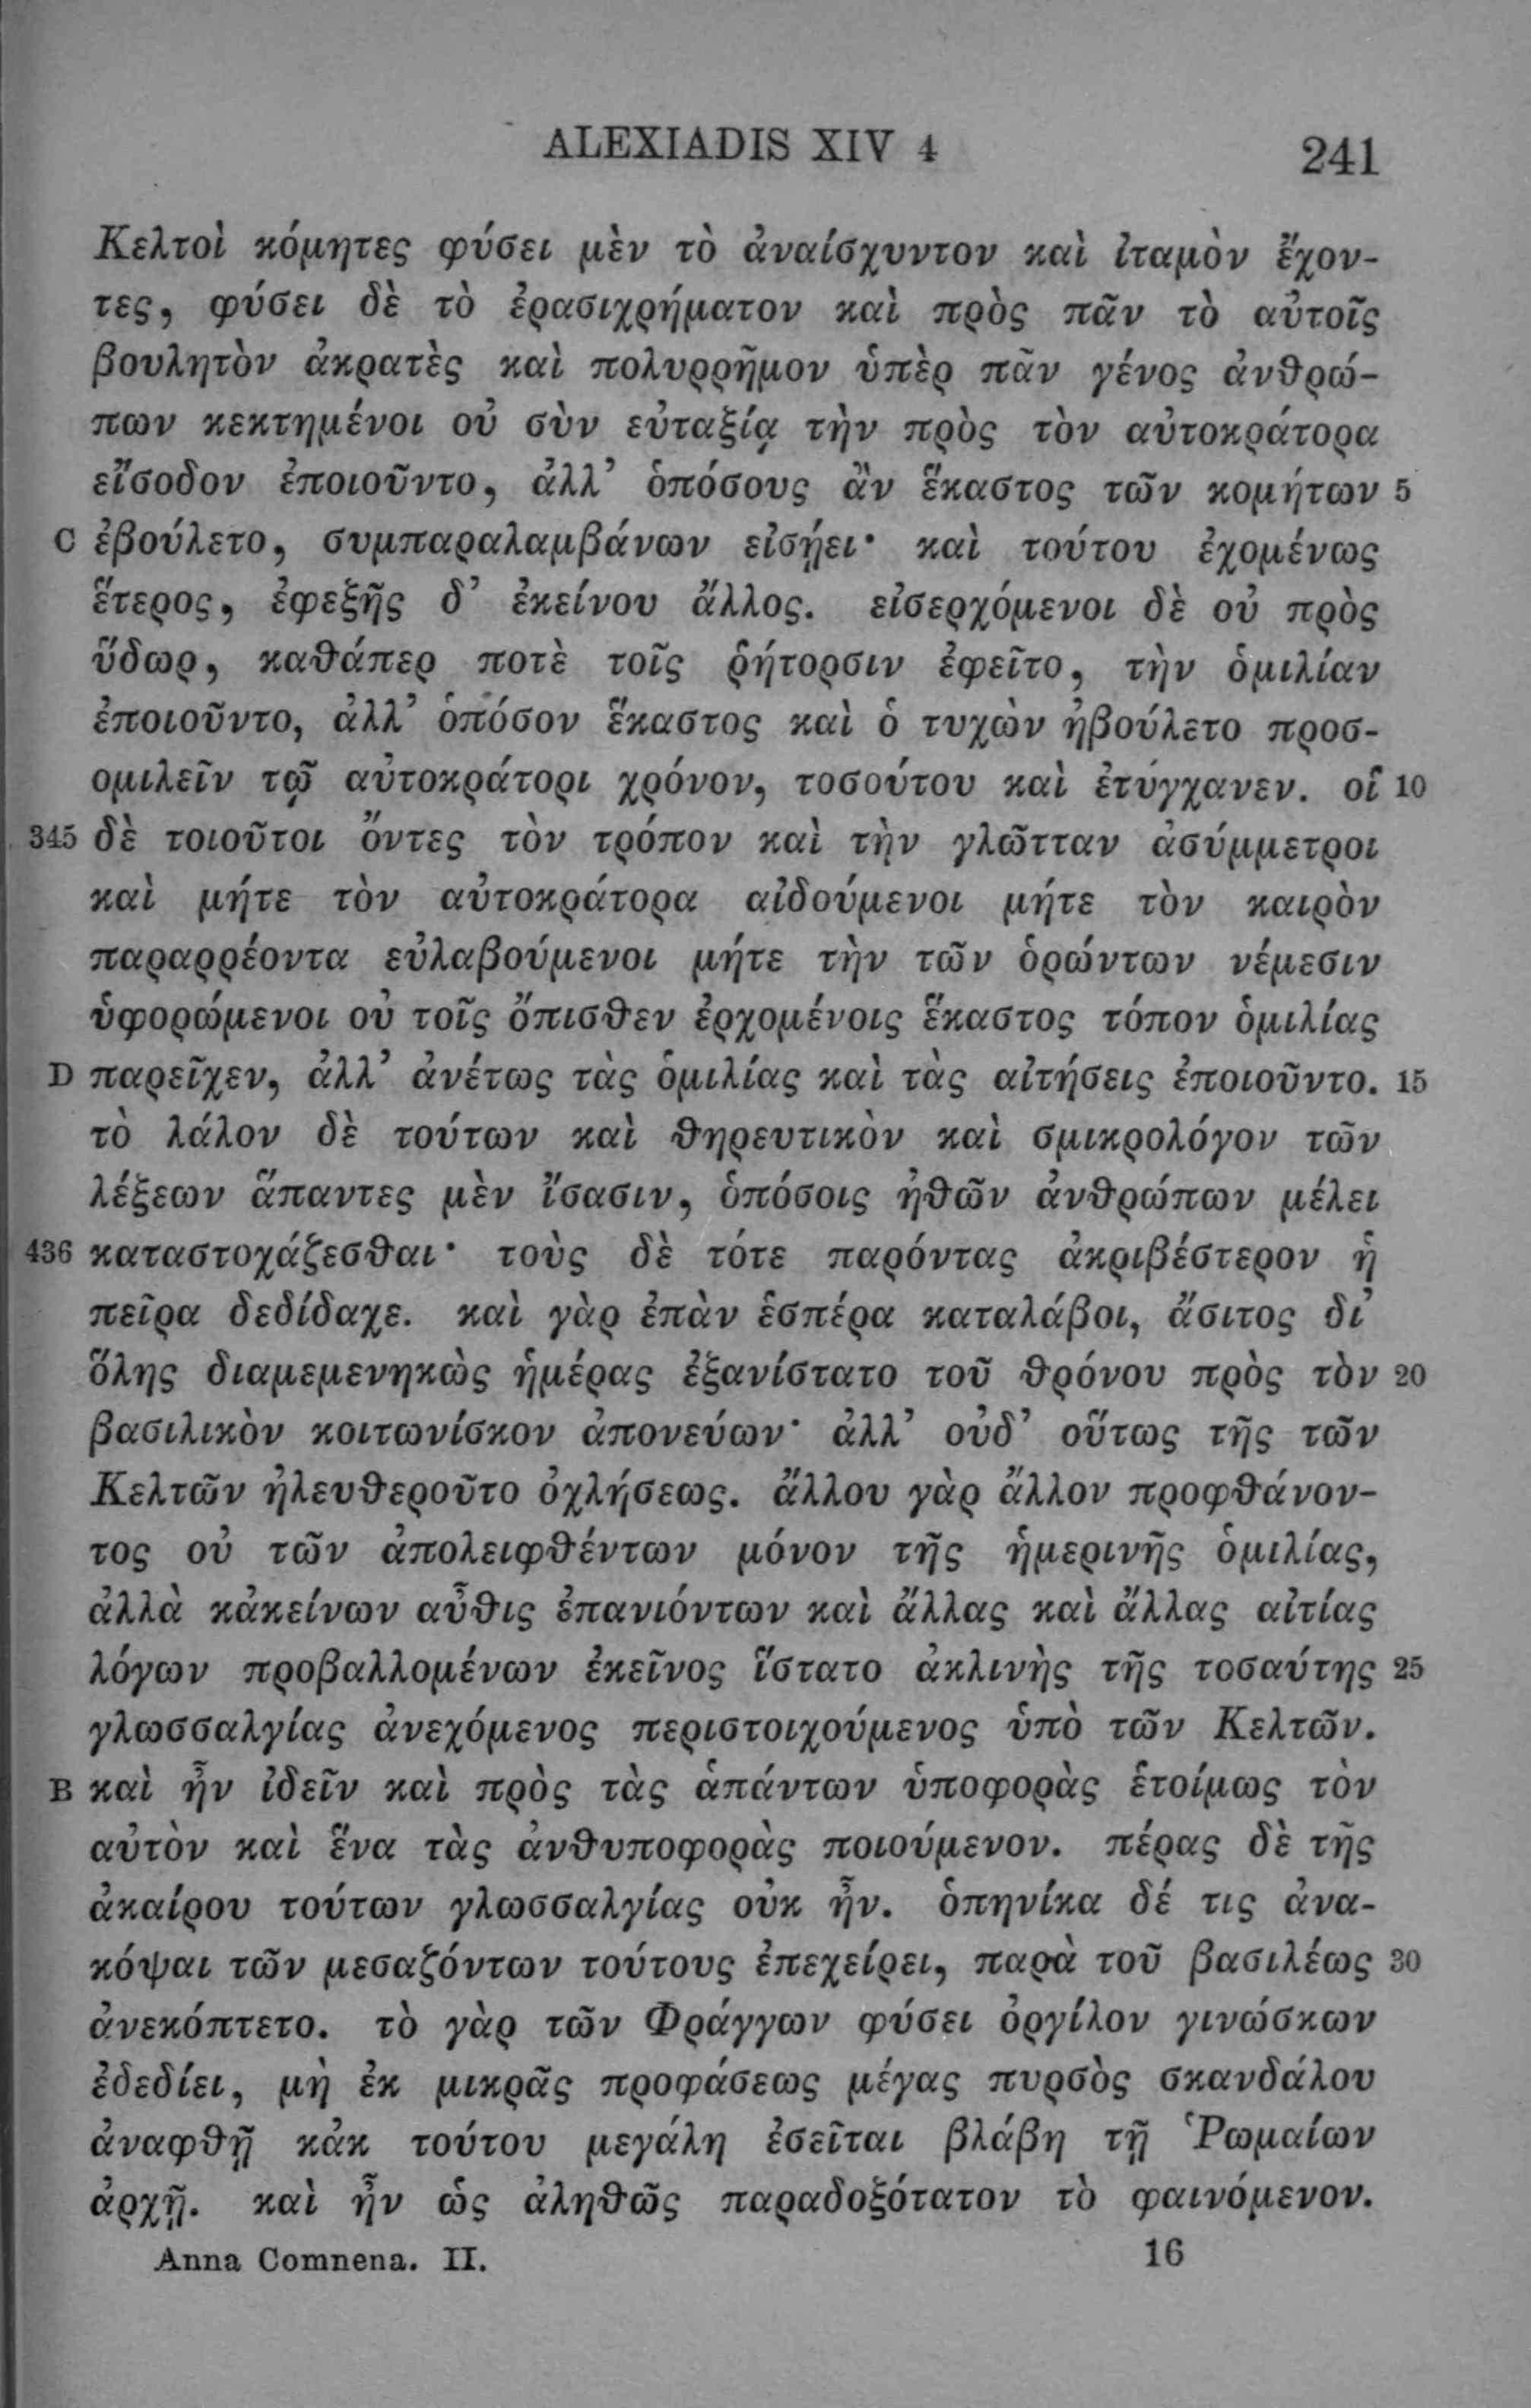 ALEXIADIS XIV 4 241
Κελτοὶ κόμητες φύσει μὲν τὸ ἀναίσχυντον καὶ ἰταμὸν ἔχον-
τες, φύσει δὲ τὸ ἐρασιχρήματον καὶ πρὸς πᾶν τὸ αὐτοῖς
βουλητὸν ἀκρατὲς καὶ πολυρρῆμον ὑπὲρ πᾶν γένος ἀνθρώ-
πων κεκτημένοι οὐ σὺν εὐταξίᾳ τὴν πρὸς τὸν αὐτοκράτορα
εἴσοδον ἐποιοῦντο, ἀλλ’ ὁπόσους ἂν ἕκαστος τῶν κομήτων 5
C ἐβούλετο, συμπαραλαμβάνων εἰσῄει· καὶ τούτου ἐχομένως
ἕτερος, ἐφεξῆς δ’ ἐκείνου ἄλλος. εἰσερχόμενοι δὲ οὐ πρὸς
ὕδωρ, καθάπερ ποτὲ τοῖς ῥήτορσιν ἐφεῖτο, τὴν ὁμιλίαν
ἐποιοῦντο, ἀλλ’ ὁπόσον ἕκαστος καὶ ὁ τυχὼν ἠβούλετο προσ-
ομιλεῖν τῷ αὐτοκράτορι χρόνον, τοσούτου καὶ ἐτύγχανεν. οἳ 10
345 δὲ τοιοῦτοι ὄντες τὸν τρόπον καὶ τὴν γλῶτταν ἀσύμμετροι
καὶ μήτε τὸν αὐτοκράτορα αἰδούμενοι μήτε τὸν καιρὸν
παραρρέοντα εὐλαβούμενοι μήτε τὴν τῶν ὁρώντων νέμεσιν
ὑφορώμενοι οὐ τοῖς ὄπισθεν ἐρχομένοις ἕκαστος τόπον ὁμιλίας
D παρεῖχεν, ἀλλ’ ἀνέτως τὰς ὁμιλίας καὶ τὰς αἰτήσεις ἐποιοῦντο. 15
τὸ λάλον δὲ τούτων καὶ θηρευτικὸν καὶ σμικρολόγον τῶν
λέξεων ἅπαντες μὲν ἴσασιν, ὁπόσοις ἠθῶν ἀνθρώπων μέλει
436 καταστοχάζεσθαι· τοὺς δὲ τότε παρόντας ἀκριβέστερον ἡ
πεῖρα δεδίδαχε. καὶ γὰρ ἐπὰν ἑσπέρα καταλάβοι, ἄσιτος δι’
ὅλης διαμεμενηκὼς ἡμέρας ἐξανίστατο τοῦ θρόνου πρὸς τὸν 20
βασιλικὸν κοιτωνίσκον ἀπονεύων· ἀλλ’ οὐδ’ οὕτως τῆς τῶν
Κελτῶν ἠλευθεροῦτο ὀχλήσεως. ἄλλου γὰρ ἄλλον προφθάνον-
τος οὐ τῶν ἀπολειφθέντων μόνον τῆς ἡμερινῆς ὁμιλίας,
ἀλλὰ κἀκείνων αὖθις ἐπανιόντων καὶ ἄλλας καὶ ἄλλας αἰτίας
λόγων προβαλλομένων ἐκεῖνος ἵστατο ἀκλινὴς τῆς τοσαύτης 25
γλωσσαλγίας ἀνεχόμενος περιστοιχούμενος ὑπὸ τῶν Κελτῶν.
B καὶ ἦν ἰδεῖν καὶ πρὸς τὰς ἁπάντων ὑποφορὰς ἑτοίμως τὸν
αὐτὸν καὶ ἕνα τὰς ἀνθυποφορὰς ποιούμενον. πέρας δὲ τῆς
ἀκαίρου τούτων γλωσσαλγίας οὐκ ἦν. ὁπηνίκα δέ τις ἀνα-
κόψαι τῶν μεσαζόντων τούτους ἐπεχείρει, παρὰ τοῦ βασιλέως 30
ἀνεκόπτετο. τὸ γὰρ τῶν Φράγγων φύσει ὀργίλον γινώσκων
ἐδεδίει, μὴ ἐκ μικρᾶς προφάσεως μέγας πυρσὸς σκανδάλου
ἀναφθῇ κἀκ τούτου μεγάλη ἐσεῖται βλάβη τῇ Ῥωμαίων
ἀρχῇ. καὶ ἦν ὡς ἀληθῶς παραδοξότατον τὸ φαινόμενον.
Anna Comnena. II. 16